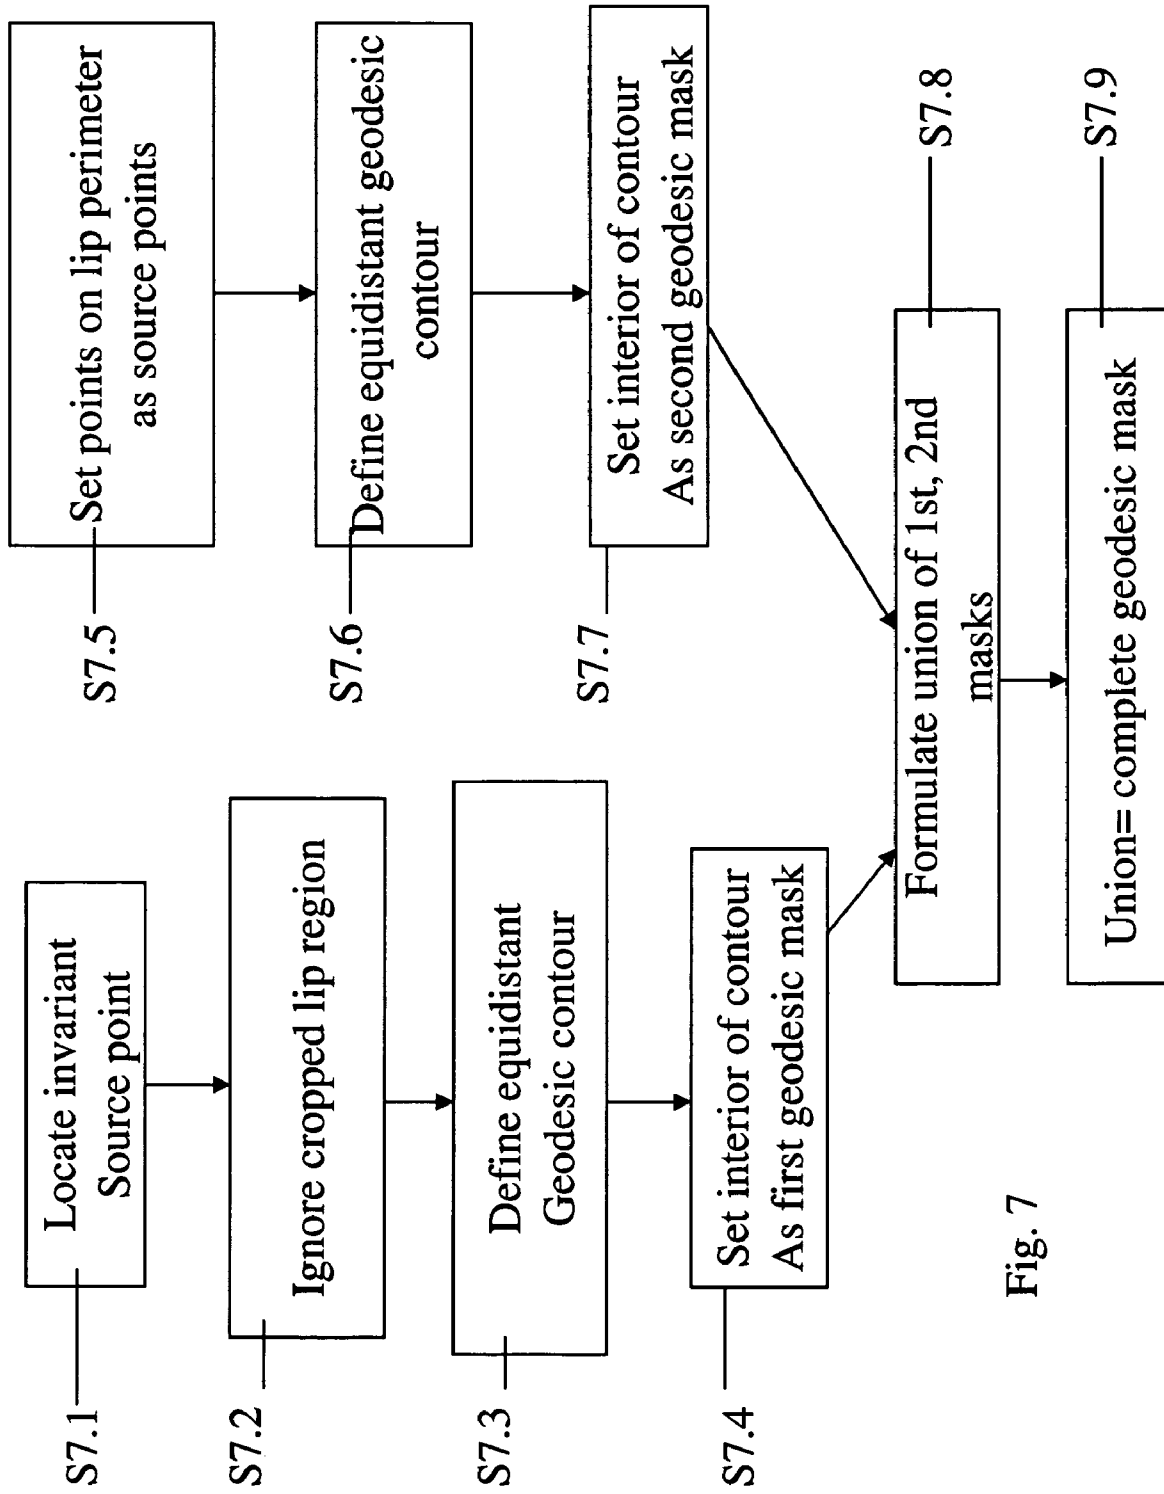 S7.1
Locate invariant
Source point
S7.2
Ignore cropped lip region
S7.3
Define equidistant
Geodesic contour
S7.4
Set interior of contour
As first geodesic mask
S7.5
Set points on lip perimeter
as source points
S7.6
Define equidistant geodesic
contour
S7.7
Set interior of contour
As second geodesic mask
Formulate union of 1st, 2nd
masks
S7.8
Union= complete geodesic mask
S7.9
Fig. 7